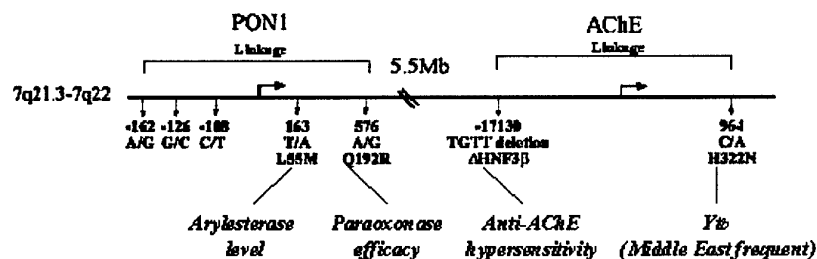 PON1 AChE
Linkage Linkage
5.5Mb
7q21.3-7q22
-162 -126 -108 163 576 -17130 964
A/G G/C C/T T/A A/G TGTT deletion C/A
L55M Q192R ΔHNF3β H322N
Arylesterase Paraoxonase Anti-AChE Ytb
level efficacy hypersensitivity (Middle East frequent)